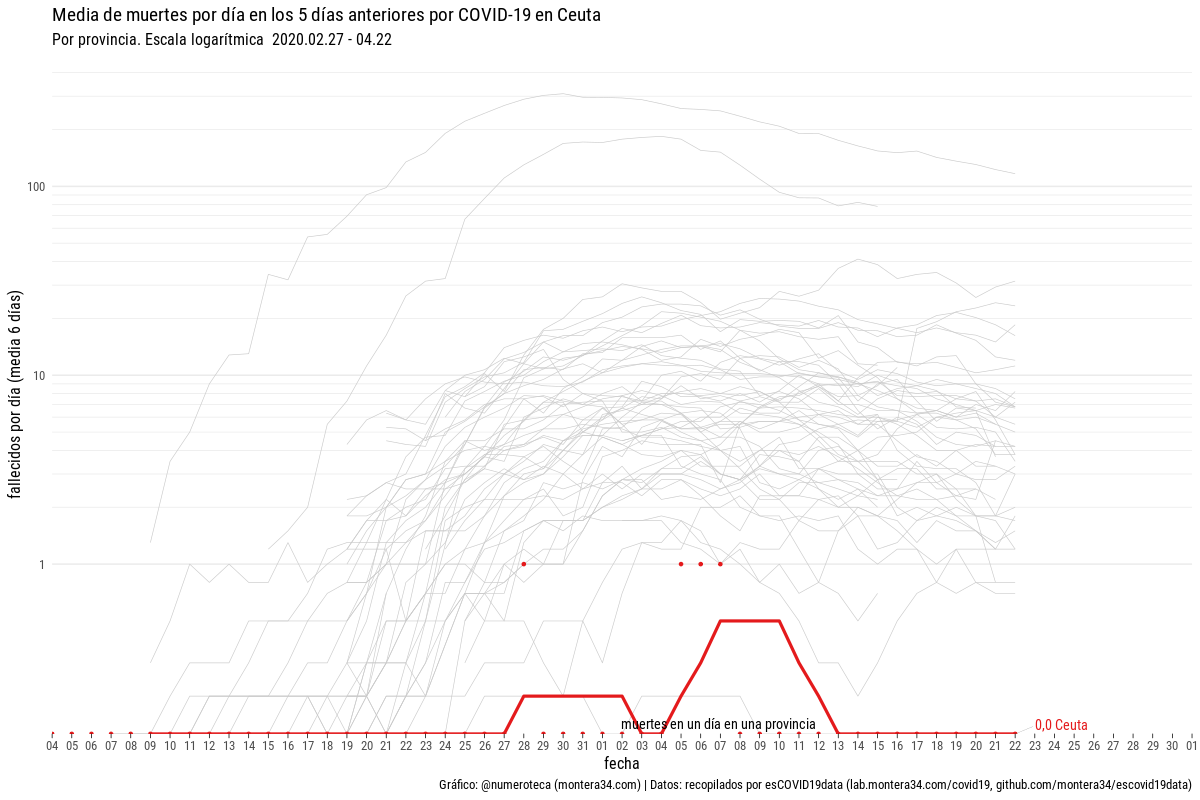 Media de muertes por día en los 5 días anteriores por COVID-19 en Ceuta
Por provincia. Escala logarítmica  2020.02.27 - 04.22
fallecidos por día (media 6 días)
100
10
1
muertes en un día en una provincia
0,0 Ceuta
04 05 06 07 08 09 10 11 12 13 14 15 16 17 18 19 20 21 22 23 24 25 26 27 28 29 30 31 01 02 03 04 05 06 07 08 09 10 11 12 13 14 15 16 17 18 19 20 21 22 23 24 25 26 27 28 29 30 01
fecha
Gráfico: @numeroteca (montera34.com) | Datos: recopilados por esCOVID19data (lab.montera34.com/covid19, github.com/montera34/escovid19data)